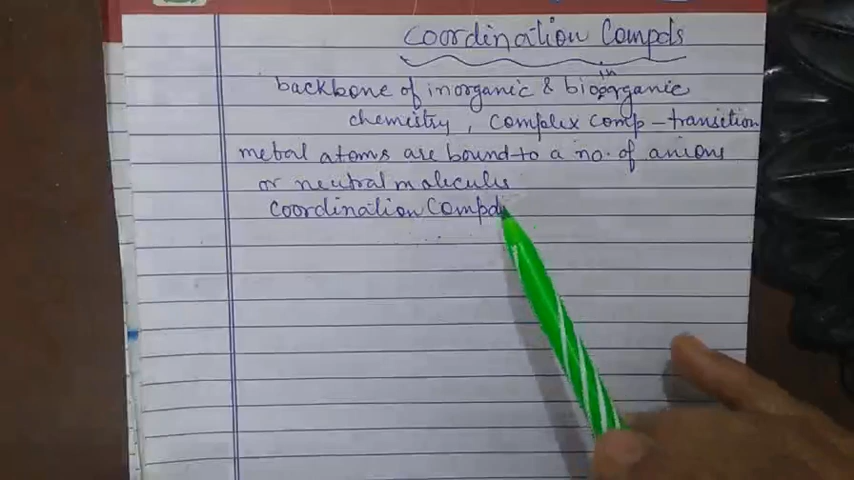 Coordination Compds
backbone of inorganic & bioinorganic
chemistry, complex comp - transition
metal atoms are bound to a no. of anions
or neutral molecules
Coordination Compd